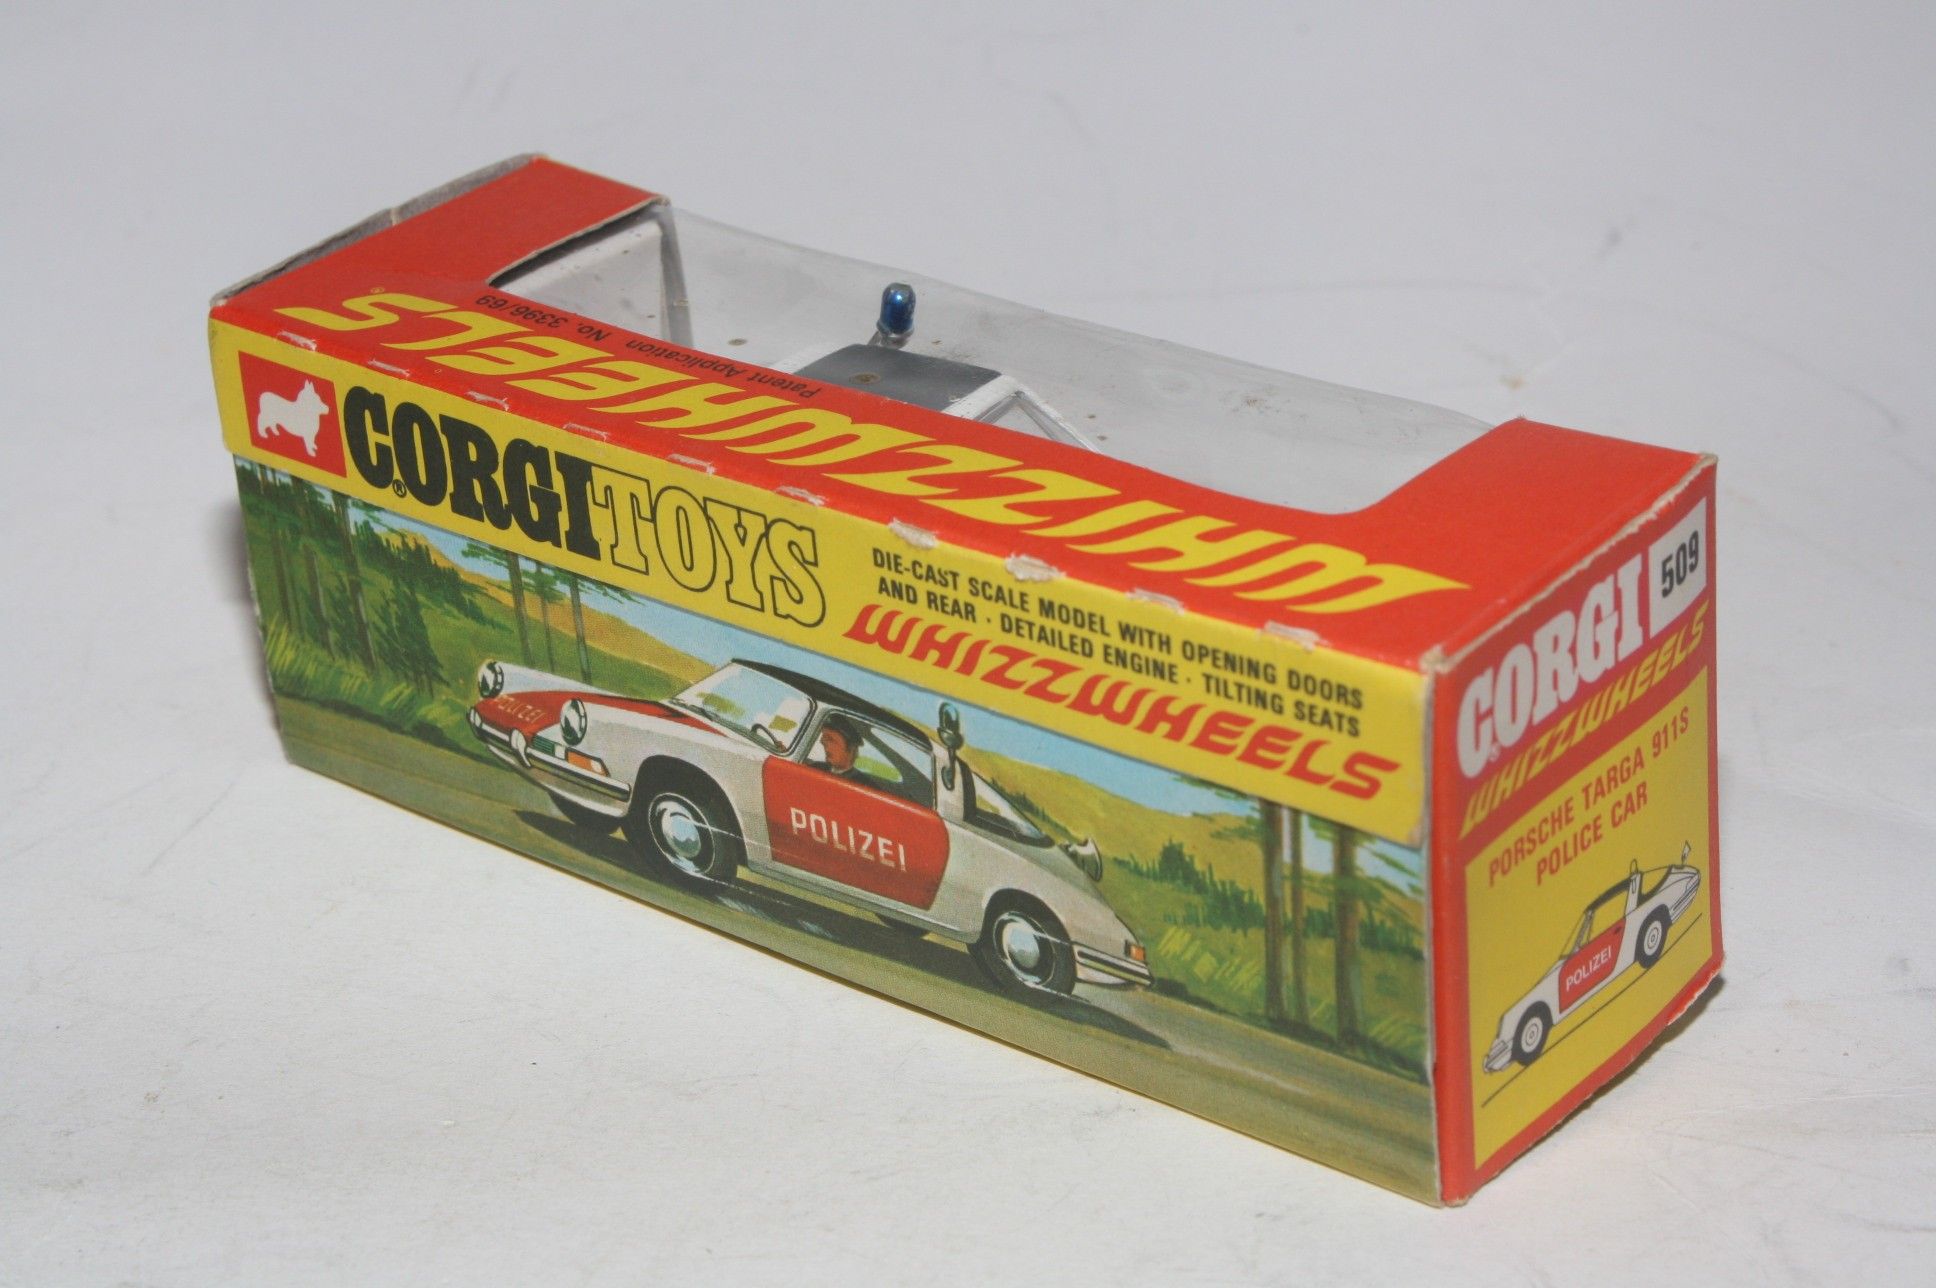 WHIZZWHEELS®
Patent Application No. 3396/69
CORGI TOYS
®
DIE-CAST SCALE MODEL WITH OPENING DOORS
AND REAR · DETAILED ENGINE · TILTING SEATS
WHIZZWHEELS
POLIZEI
POLIZEI
CORGI
®
509
WHIZZWHEELS
PORSCHE TARGA 911S
POLICE CAR
POLIZEI